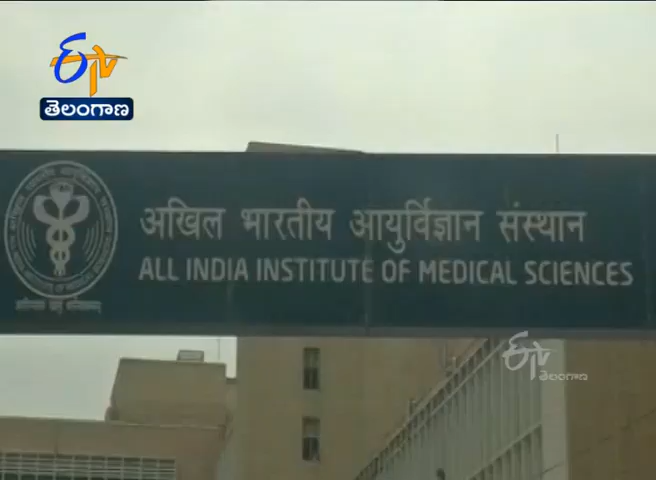 etv
తెలంగాణ
अखिल भारतीय आयुर्विज्ञान संस्थान
ALL INDIA INSTITUTE OF MEDICAL SCIENCES
etv
తెలంగాణ